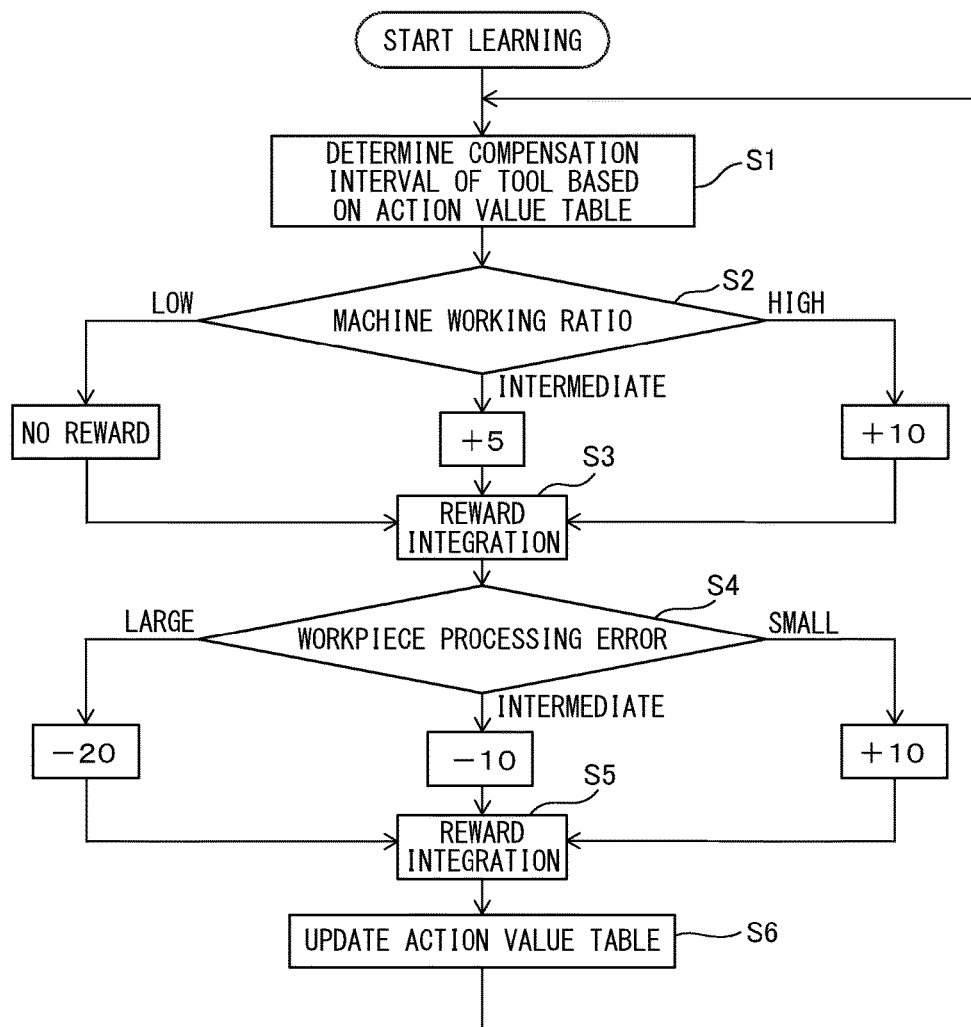 START LEARNING
DETERMINE COMPENSATION
INTERVAL OF TOOL BASED
ON ACTION VALUE TABLE
S1
S2
LOW
MACHINE WORKING RATIO
HIGH
INTERMEDIATE
NO REWARD
+5
+10
S3
REWARD
INTEGRATION
S4
LARGE
WORKPIECE PROCESSING ERROR
SMALL
INTERMEDIATE
-20
-10
+10
S5
REWARD
INTEGRATION
UPDATE ACTION VALUE TABLE
S6